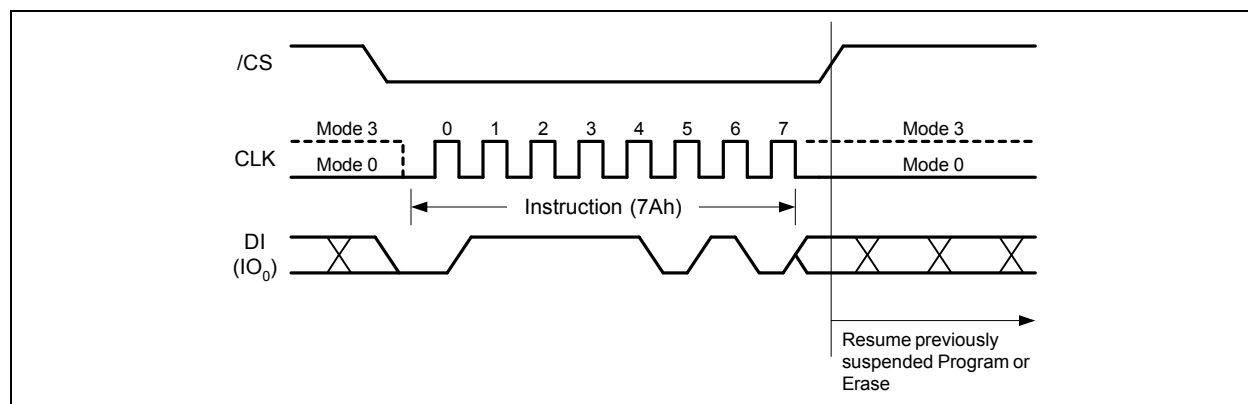 /CS
Mode 3 0 1 2 3 4 5 6 7 Mode 3
CLK
Mode 0 Mode 0
Instruction (7Ah)
DI
(IO0)
Resume previously
suspended Program or
Erase